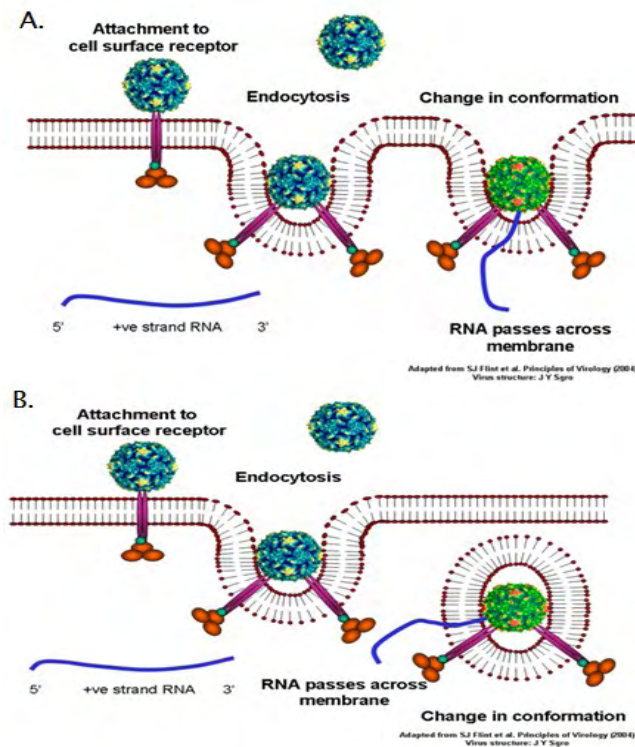 A.
Attachment to
cell surface receptor
Endocytosis
Change in conformation
5'
+ve strand RNA
3'
RNA passes across
membrane
Adapted from SJ Flint et al. Principles of Virology (2004)
Virus structure: J Y Sgro
B.
Attachment to
cell surface receptor
Endocytosis
5'
+ve strand RNA
3'
RNA passes across
membrane
Change in conformation
Adapted from SJ Flint et al. Principles of Virology (2004)
Virus structure: J Y Sgro